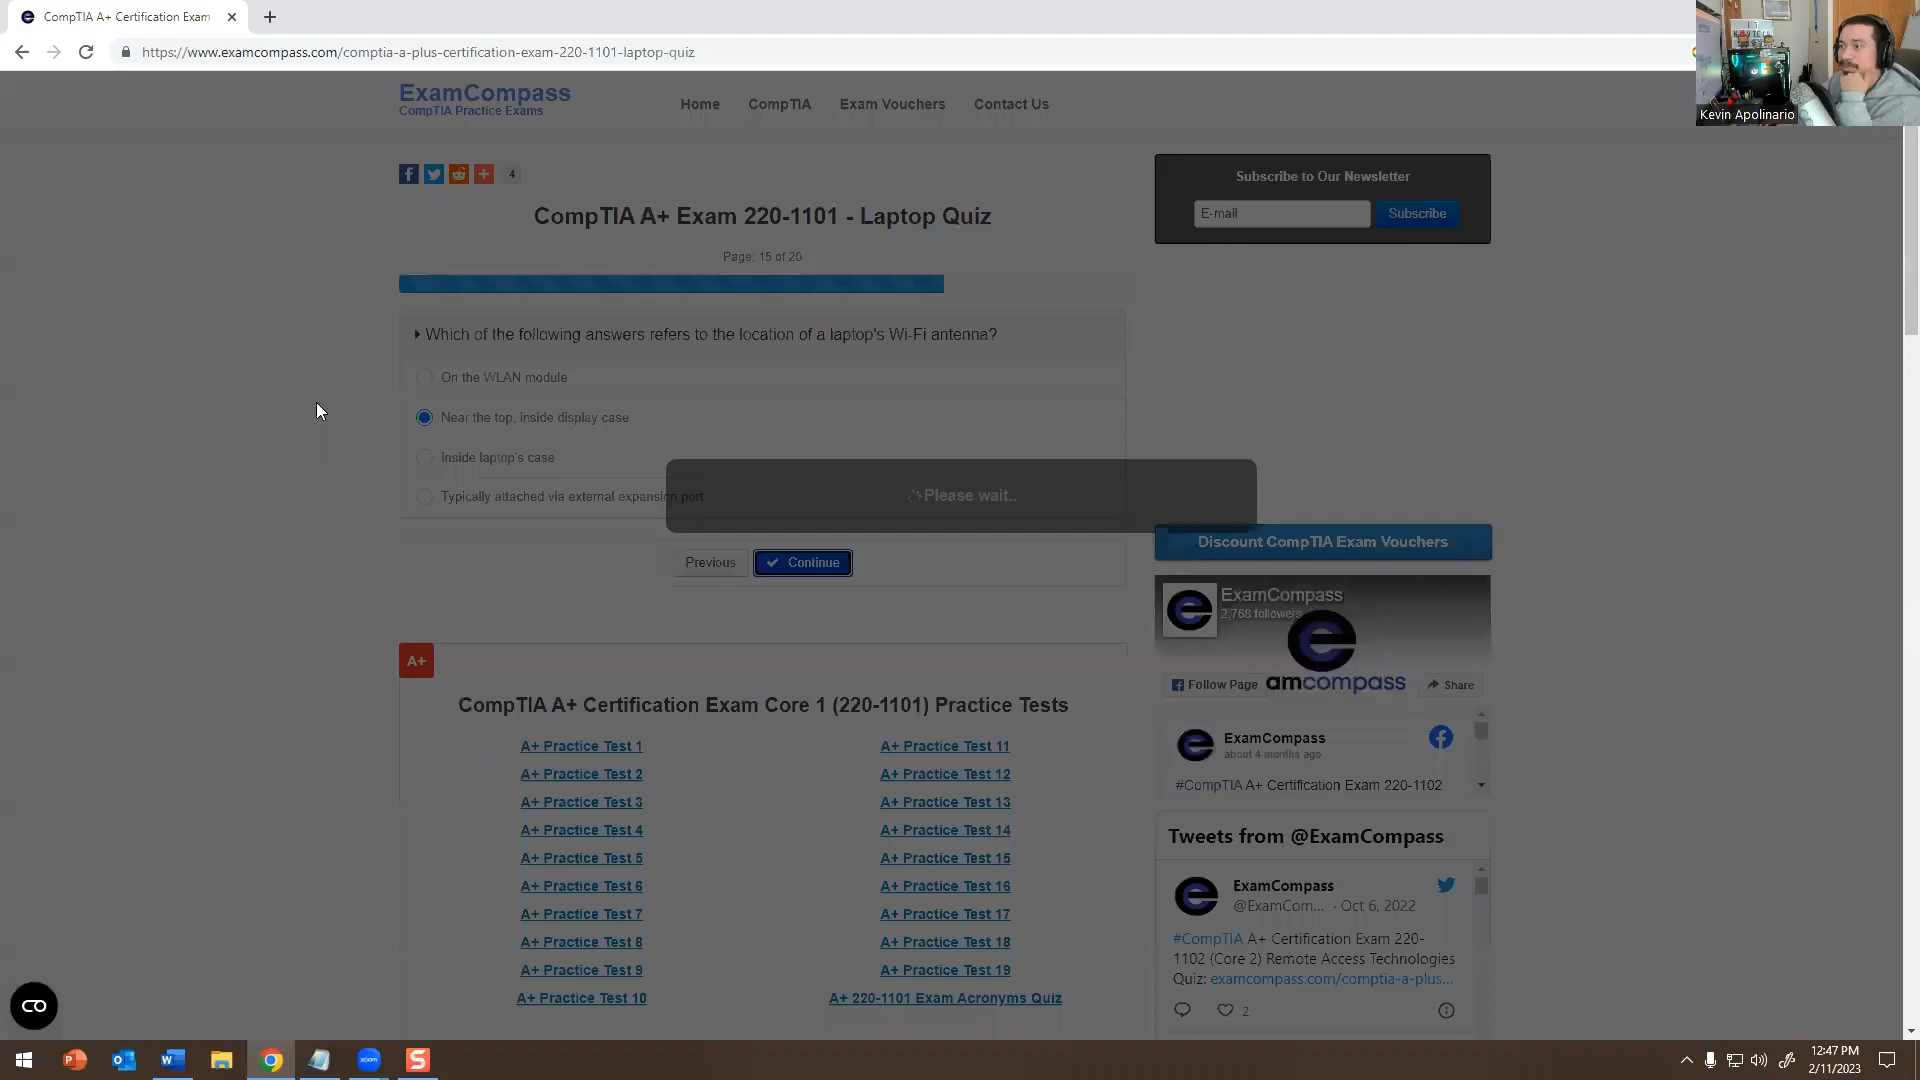 CompTIA A+ Certification Exam
https://www.examcompass.com/comptia-a-plus-certification-exam-220-1101-laptop-quiz
Kevin Apolinario
ExamCompass
CompTIA Practice Exams
Home
CompTIA
Exam Vouchers
Contact Us
4
CompTIA A+ Exam 220-1101 - Laptop Quiz
Page: 15 of 20
Which of the following answers refers to the location of a laptop's Wi-Fi antenna?
On the WLAN module
Near the top, inside display case
Inside laptop's case
Typically attached via external expansion port
Please wait..
Previous
Continue
Subscribe to Our Newsletter
E-mail
Subscribe
Discount CompTIA Exam Vouchers
ExamCompass
2,768 followers
amcompass
Follow Page
Share
ExamCompass
about 4 months ago
#CompTIA A+ Certification Exam 220-1102
Tweets from @ExamCompass
ExamCompass
@ExamCom... · Oct 6, 2022
#CompTIA A+ Certification Exam 220-
1102 (Core 2) Remote Access Technologies
Quiz: examcompass.com/comptia-a-plus...
2
A+
CompTIA A+ Certification Exam Core 1 (220-1101) Practice Tests
A+ Practice Test 1
A+ Practice Test 2
A+ Practice Test 3
A+ Practice Test 4
A+ Practice Test 5
A+ Practice Test 6
A+ Practice Test 7
A+ Practice Test 8
A+ Practice Test 9
A+ Practice Test 10
A+ Practice Test 11
A+ Practice Test 12
A+ Practice Test 13
A+ Practice Test 14
A+ Practice Test 15
A+ Practice Test 16
A+ Practice Test 17
A+ Practice Test 18
A+ Practice Test 19
A+ 220-1101 Exam Acronyms Quiz
zoom
12:47 PM
2/11/2023